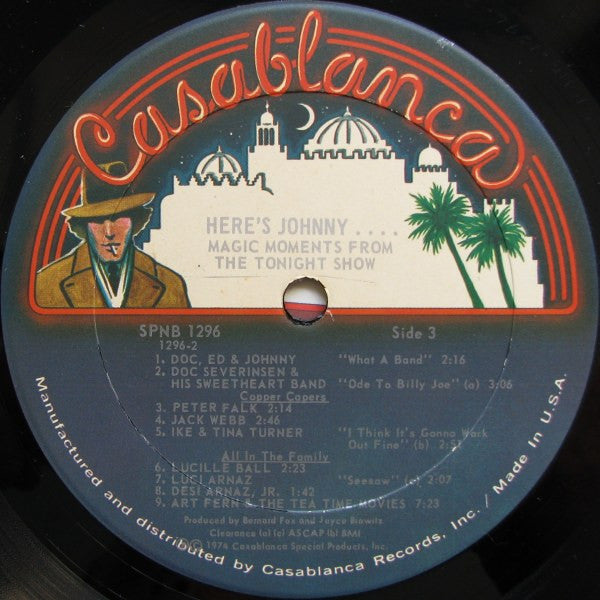 Casablanca
HERE'S JOHNNY . . . .
MAGIC MOMENTS FROM
THE TONIGHT SHOW
SPNB 1296 Side 3
1296-2
1. DOC, ED & JOHNNY "What A Band" 2:16
2. DOC SEVERINSEN &
HIS SWEETHEART BAND "Ode To Billy Joe" (a) 3:06
Copper Capers
3. PETER FALK 2:14
4. JACK WEBB 2:46
5. IKE & TINA TURNER "I Think It's Gonna Work
Out Fine" (b)
All In The Family
6. LUCILLE BALL 2:23
7. LUCI ARNAZ "Seesaw" (c) 2:07
8. DESI ARNAZ, JR. 1:42
9. ART FERN & THE TEA TIME MOVIES 7:23
Produced by Bernard Fox and Joyce Biawitz
Clearance (a) (c) ASCAP (b) BMI
Ⓟ© 1974 Casablanca Special Products, Inc.
Manufactured and distributed by Casablanca Records, Inc. / Made In U.S.A.